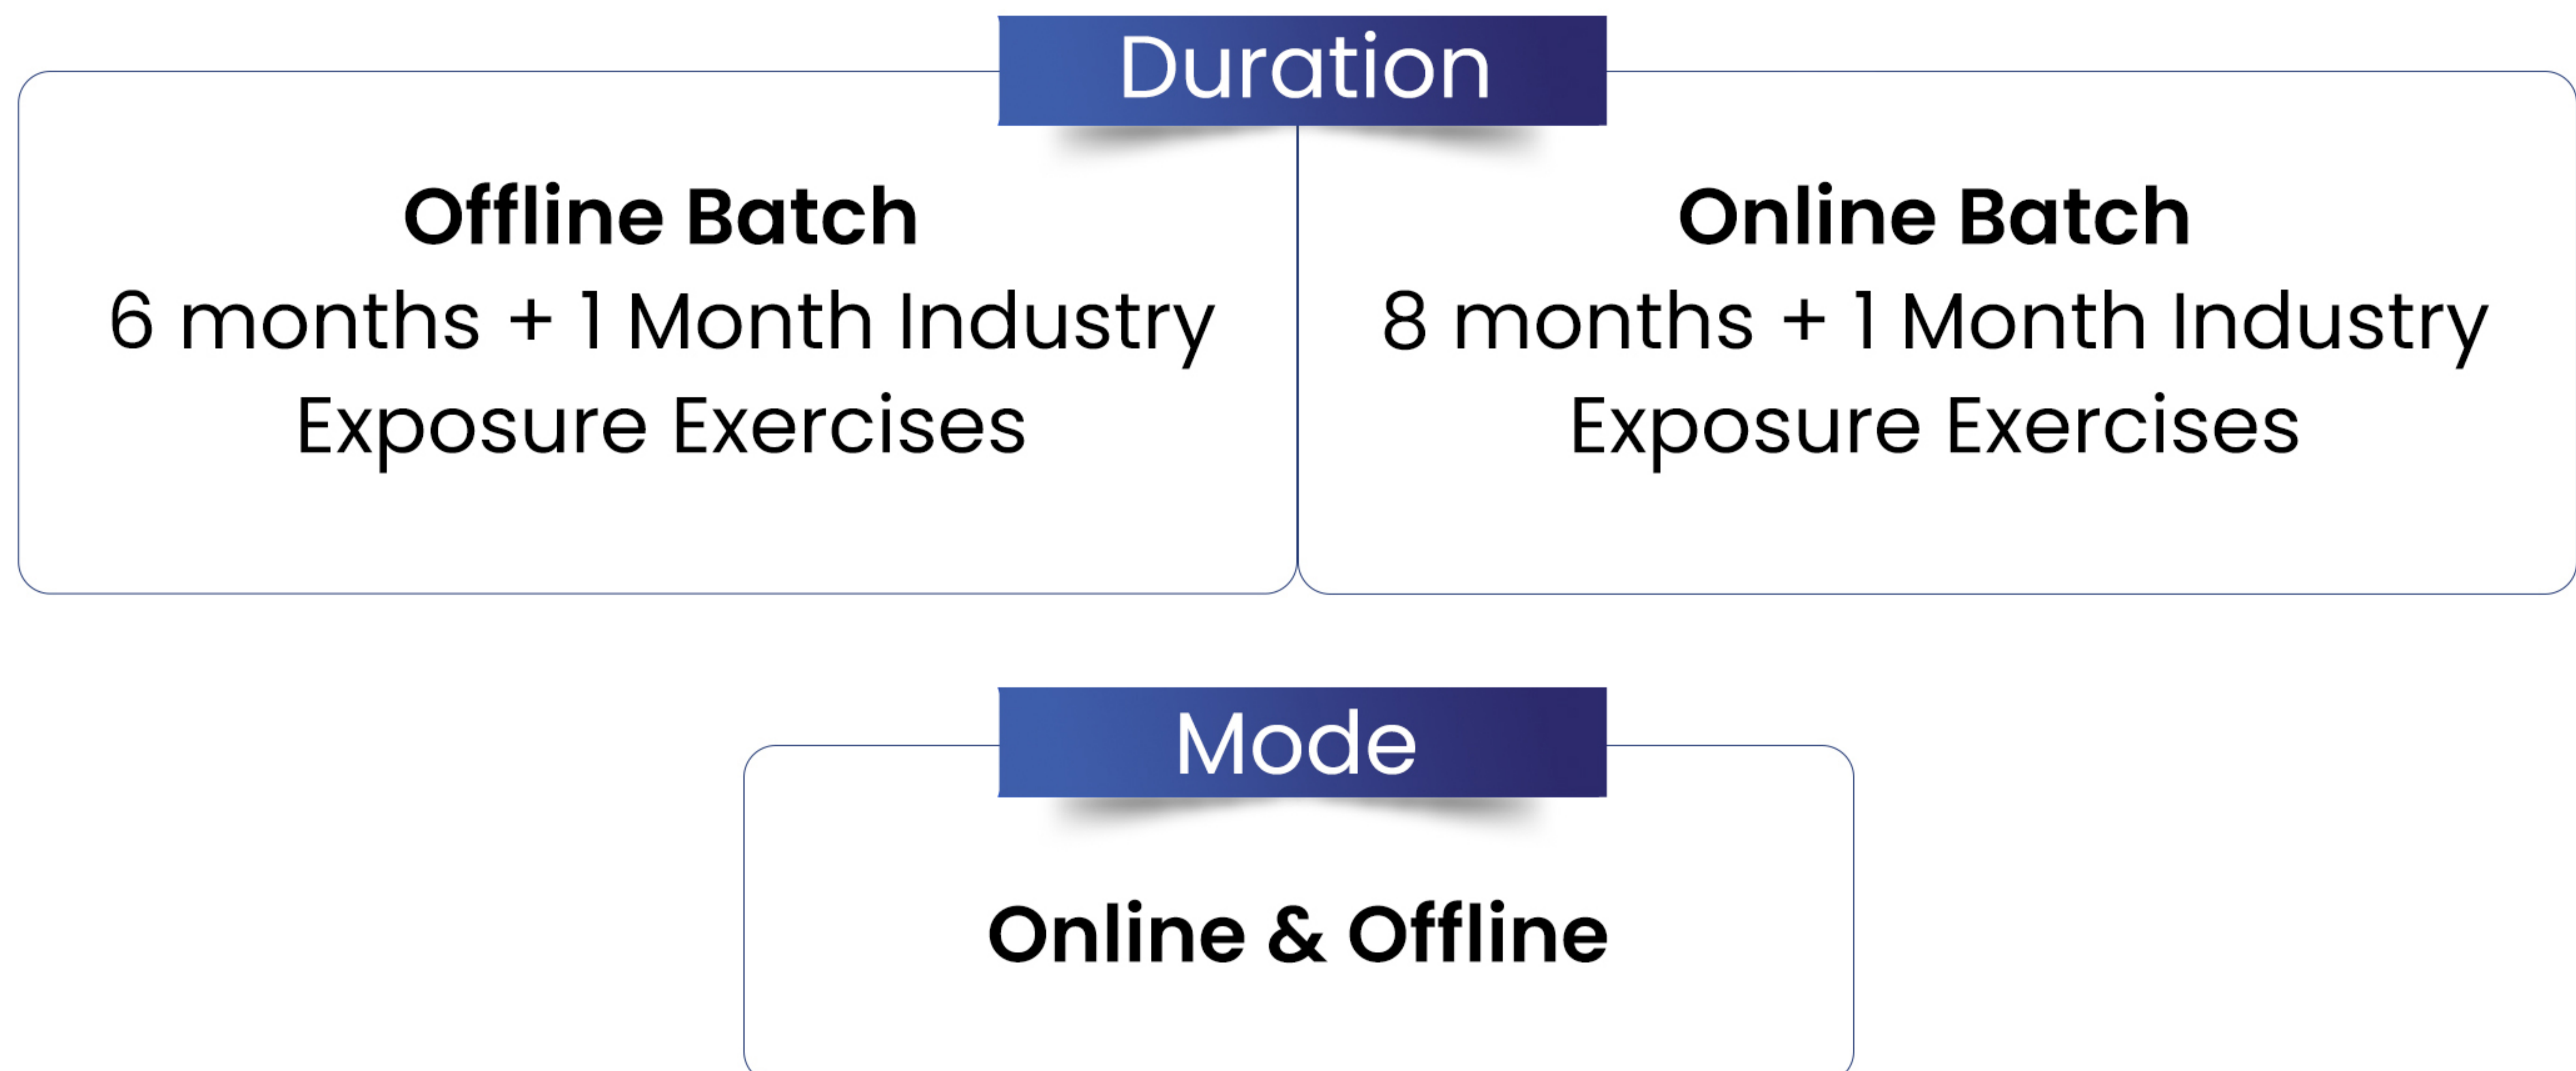 Duration
Offline Batch
6 months + 1 Month Industry
Exposure Exercises
Online Batch
8 months + 1 Month Industry
Exposure Exercises
Mode
Online & Offline